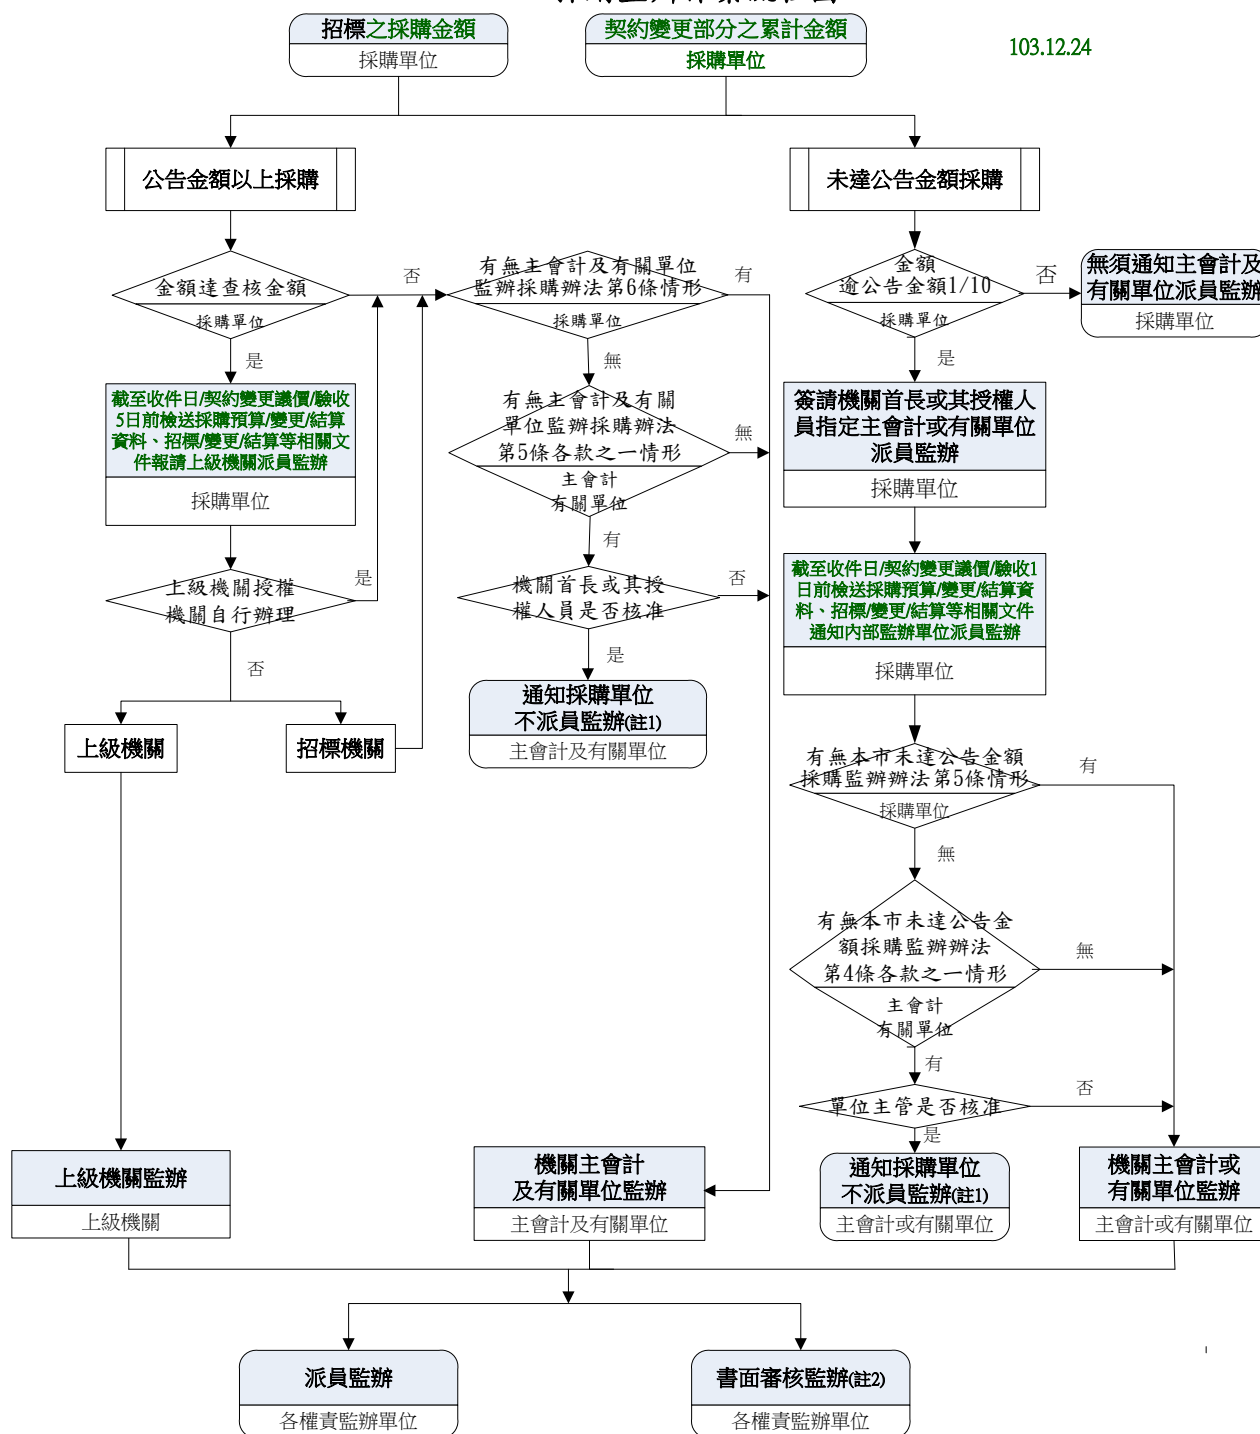 招標之採購金額
採購單位
契約變更部分之累計金額
採購單位
103.12.24
公告金額以上採購
未達公告金額採購
金額達查核金額
採購單位
否
是
有無主會計及有關單位
監辦採購辦法第6條情形
採購單位
有
無
金額
逾公告金額1/10
採購單位
否
是
無須通知主會計及
有關單位派員監辦
採購單位
截至收件日/契約變更議價/驗收
5日前檢送採購預算/變更/結算
資料、招標/變更/結算等相關文
件報請上級機關派員監辦
採購單位
有無主會計及有關
單位監辦採購辦法
第5條各款之一情形
主會計
有關單位
無
有
簽請機關首長或其授權人
員指定主會計或有關單位
派員監辦
採購單位
上級機關授權
機關自行辦理
是
否
機關首長或其授
權人員是否核准
否
是
截至收件日/契約變更議價/驗收1
日前檢送採購預算/變更/結算資
料、招標/變更/結算等相關文件
通知內部監辦單位派員監辦
採購單位
上級機關
招標機關
通知採購單位
不派員監辦(註1)
主會計及有關單位
有無本市未達公告金額
採購監辦辦法第5條情形
採購單位
有
無
有無本市未達公告金
額採購監辦辦法
第4條各款之一情形
主會計
有關單位
無
有
單位主管是否核准
否
是
上級機關監辦
上級機關
機關主會計
及有關單位監辦
主會計及有關單位
通知採購單位
不派員監辦(註1)
主會計或有關單位
機關主會計或
有關單位監辦
主會計或有關單位
派員監辦
各權責監辦單位
書面審核監辦(註2)
各權責監辦單位